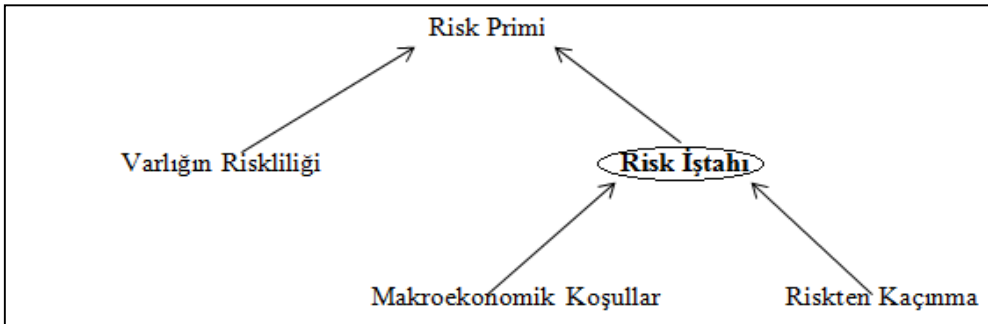 Risk Primi
Varlığın Riskliliği
Risk İştahı
Makroekonomik Koşullar
Riskten Kaçınma